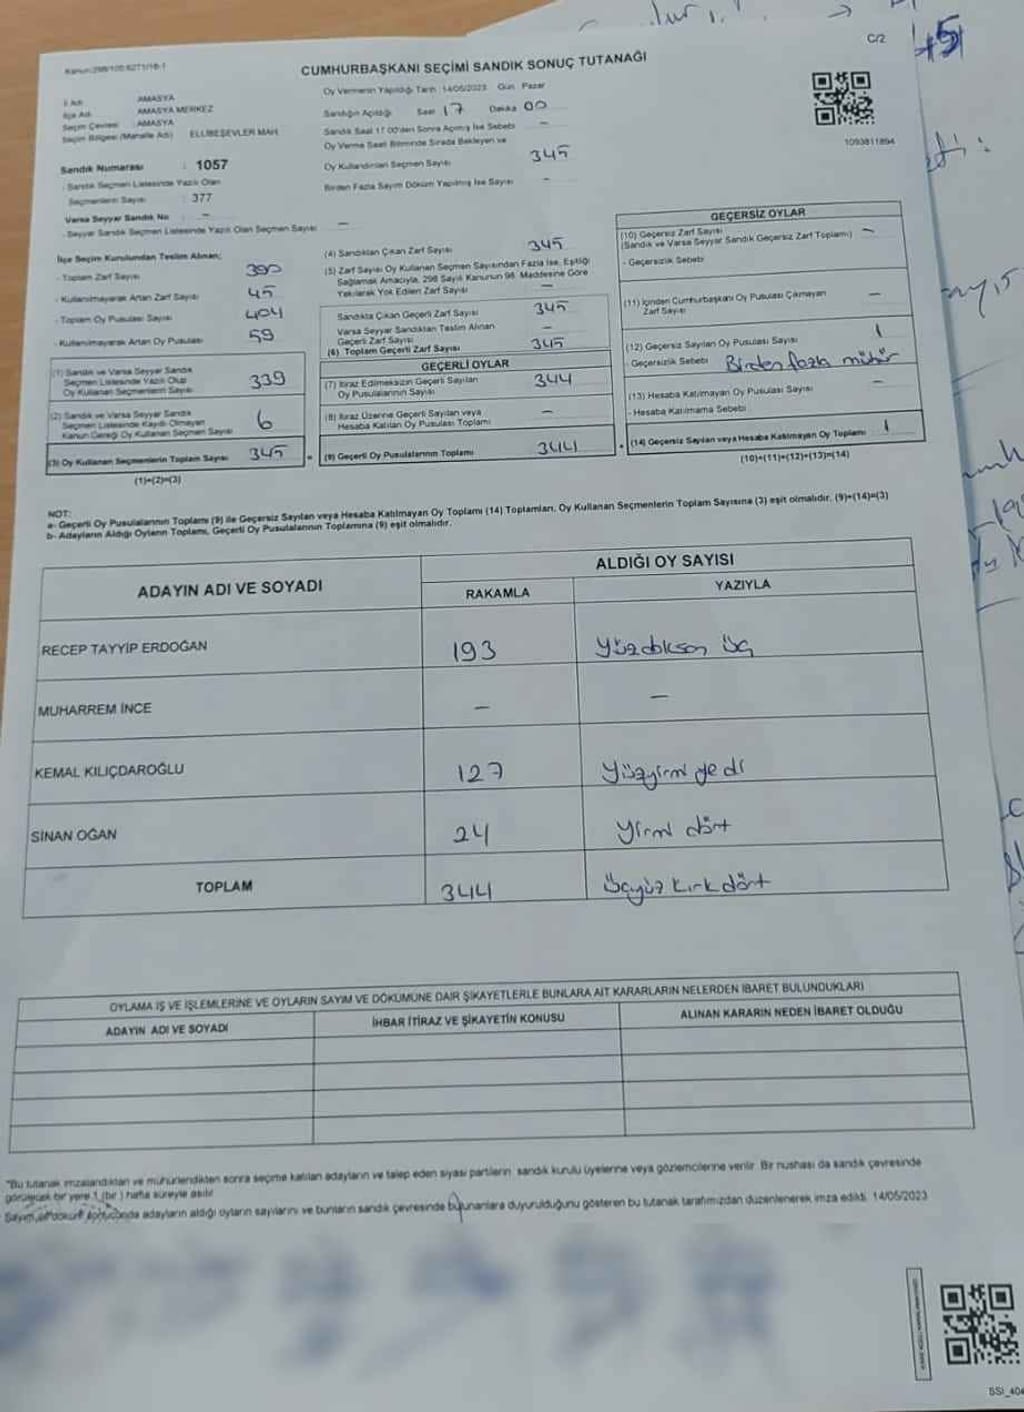 C/2
Kanun:298/100:6271/16-1
CUMHURBAŞKANI SEÇİMİ SANDIK SONUÇ TUTANAĞI
1093811894
İl Adı : AMASYA
İlçe Adı : AMASYA MERKEZ
Seçim Çevresi : AMASYA
Seçim Bölgesi (Mahalle Adı) : ELLİBEŞEVLER MAH.
Sandık Numarası : 1057
- Sandık Seçmen Listesinde Yazılı Olan
Seçmenlerin Sayısı : 377
Varsa Seyyar Sandık No : -
- Seyyar Sandık Seçmen Listesinde Yazılı Olan Seçmen Sayısı : -
Oy Vermenin Yapıldığı Tarih 14/05/2023 Gün Pazar
Sandığın Açıldığı Saat 17 Dakika 00
Sandık Saat 17.00'den Sonra Açılmış İse Sebebi -
Oy Verme Saati Bitiminde Sırada Bekleyen ve
Oy Kullandırılan Seçmen Sayısı 345
Birden Fazla Sayım Döküm Yapılmış İse Sayısı -
İlçe Seçim Kurulundan Teslim Alınan;
- Toplam Zarf Sayısı 390
- Kullanılmayarak Artan Zarf Sayısı 45
- Toplam Oy Pusulası Sayısı 404
- Kullanılmayarak Artan Oy Pusulası 59
(1) Sandık ve Varsa Seyyar Sandık
Seçmen Listesinde Yazılı Olup
Oy Kullanan Seçmenlerin Sayısı 339
(2) Sandık ve Varsa Seyyar Sandık
Seçmen Listesinde Kayıtlı Olmayan
Kanun Gereği Oy Kullanan Seçmen Sayısı 6
(3) Oy Kullanan Seçmenlerin Toplam Sayısı 345
(1)+(2)=(3)
(4) Sandıktan Çıkan Zarf Sayısı 345
(5) Zarf Sayısı Oy Kullanan Seçmen Sayısından Fazla İse, Eşitliği
Sağlamak Amacıyla, 298 Sayılı Kanunun 98. Maddesine Göre
Yakılarak Yok Edilen Zarf Sayısı -
Sandıkta Çıkan Geçerli Zarf Sayısı 345
Varsa Seyyar Sandıktan Teslim Alınan
Geçerli Zarf Sayısı -
(6) Toplam Geçerli Zarf Sayısı 345
GEÇERLİ OYLAR
(7) İtiraz Edilmeksizin Geçerli Sayılan
Oy Pusulalarının Sayısı 344
(8) İtiraz Üzerine Geçerli Sayılan veya
Hesaba Katılan Oy Pusulası Toplamı -
= (9) Geçerli Oy Pusulalarının Toplamı 344
GEÇERSİZ OYLAR
(10) Geçersiz Zarf Sayısı
(Sandık ve Varsa Seyyar Sandık Geçersiz Zarf Toplamı) -
- Geçersizlik Sebebi
(11) İçinden Cumhurbaşkanı Oy Pusulası Çıkmayan
Zarf Sayısı -
(12) Geçersiz Sayılan Oy Pusulası Sayısı 1
- Geçersizlik Sebebi Birden fazla mühür
(13) Hesaba Katılmayan Oy Pusulası Sayısı -
- Hesaba Katılmama Sebebi
+ (14) Geçersiz Sayılan veya Hesaba Katılmayan Oy Toplamı 1
(10)+(11)+(12)+(13)=(14)
NOT:
a- Geçerli Oy Pusulalarının Toplamı (9) ile Geçersiz Sayılan veya Hesaba Katılmayan Oy Toplamı (14) Toplamları, Oy Kullanan Seçmenlerin Toplam Sayısına (3) eşit olmalıdır. (9)+(14)=(3)
b- Adayların Aldığı Oyların Toplamı, Geçerli Oy Pusulalarının Toplamına (9) eşit olmalıdır.
ADAYIN ADI VE SOYADI ALDIĞI OY SAYISI
RAKAMLA YAZIYLA
RECEP TAYYİP ERDOĞAN 193 Yüzdoksan üç
MUHARREM İNCE - -
KEMAL KILIÇDAROĞLU 127 Yüzyirmi yedi
SİNAN OĞAN 24 Yirmi dört
TOPLAM 344 Üçyüz kırk dört
OYLAMA İŞ VE İŞLEMLERİNE VE OYLARIN SAYIM VE DÖKÜMÜNE DAİR ŞİKAYETLERLE BUNLARA AİT KARARLARIN NELERDEN İBARET BULUNDUKLARI
ADAYIN ADI VE SOYADI İHBAR İTİRAZ VE ŞİKAYETİN KONUSU ALINAN KARARIN NEDEN İBARET OLDUĞU
"Bu tutanak imzalandıktan ve mühürlendikten sonra seçime katılan adayların ve talep eden siyasi partilerin sandık kurulu üyelerine veya gözlemcilerine verilir. Bir nüshası da sandık çevresinde
görülecek bir yere 1 (bir ) hafta süreyle asılır.
Sayım ve döküm sonucunda adayların aldığı oyların sayılarını ve bunların sandık çevresinde bulunanlara duyurulduğunu gösteren bu tutanak tarafımızdan düzenlenerek imza edildi. 14/05/2023